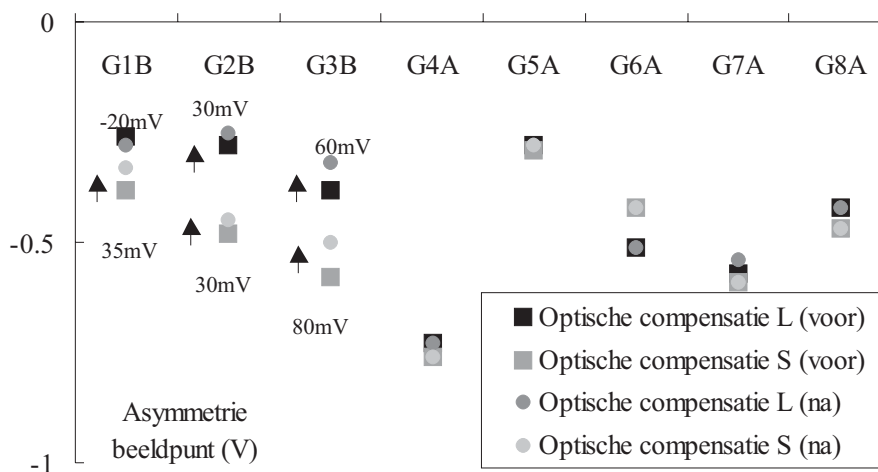 0
G1B G2B G3B G4A G5A G6A G7A G8A
-20mV 30mV 60mV
-0.5
35mV 30mV 80mV
Optische compensatie L (voor)
Optische compensatie S (voor)
Optische compensatie L (na)
Optische compensatie S (na)
Asymmetrie
beeldpunt (V)
-1